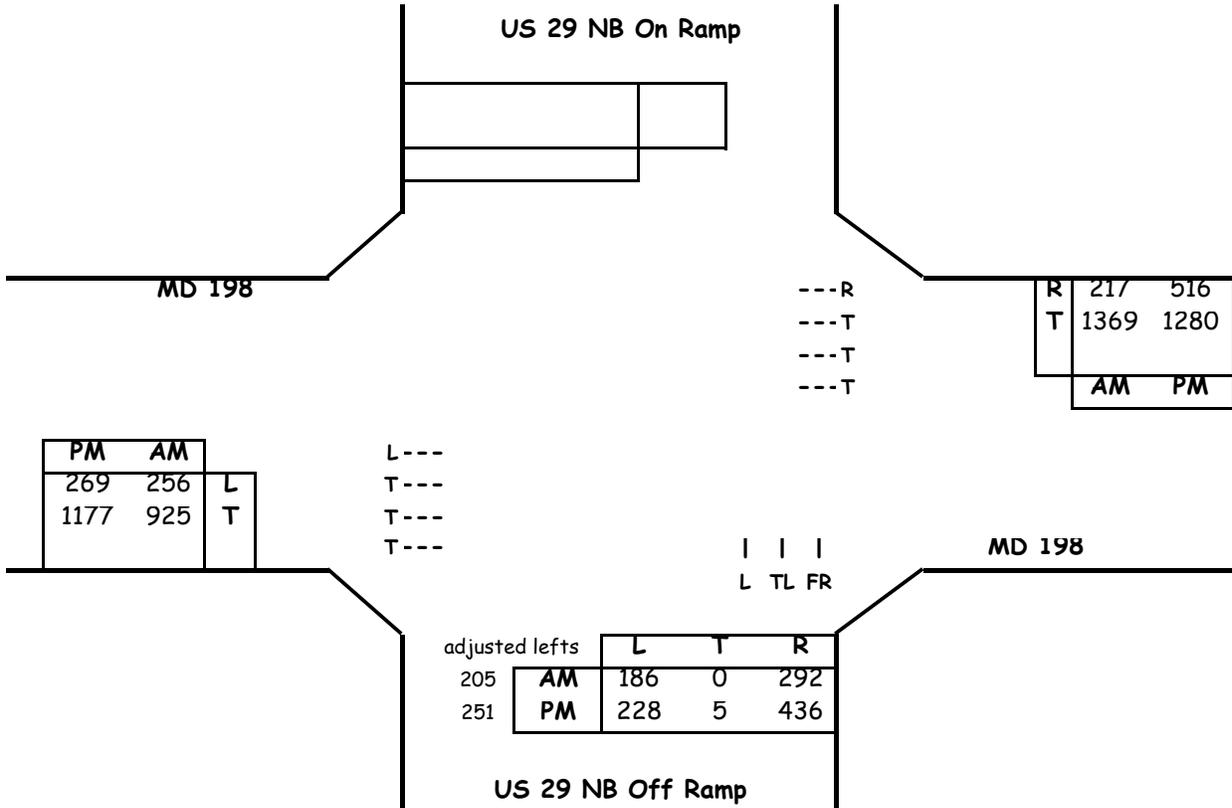 US 29 NB On Ramp
MD 198
---R
---T
---T
---T
R 217 516
T 1369 1280
AM PM
PM AM
269 256 L
1177 925 T
L---
T---
T---
T---
| | |
L TL FR
MD 198
adjusted lefts L T R
205 AM 186 0 292
251 PM 228 5 436
US 29 NB Off Ramp